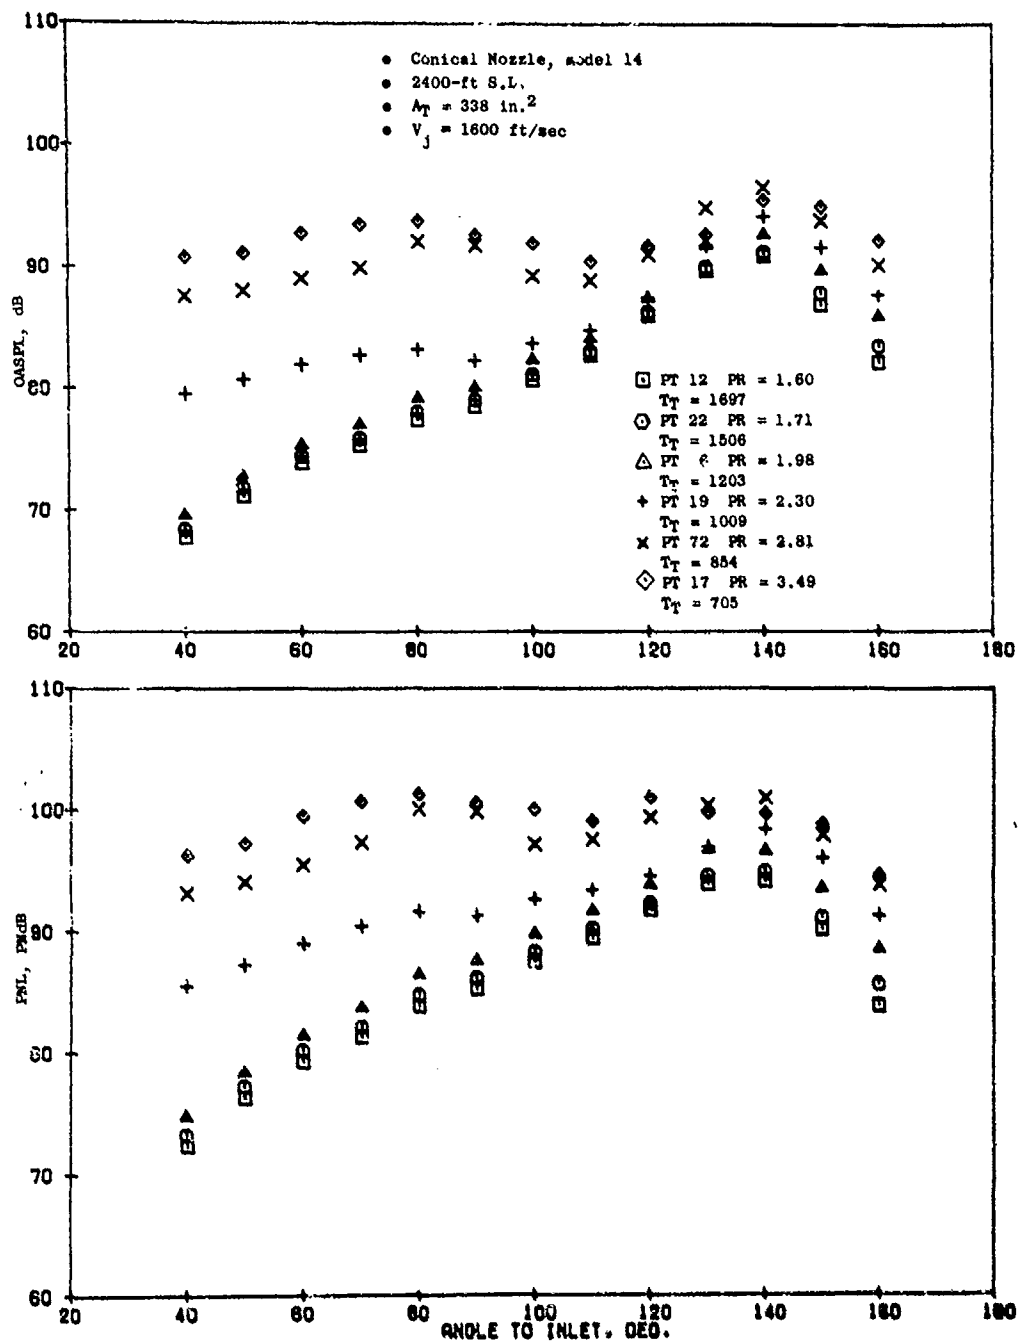 110
● Conical Nozzle, model 14
● 2400-ft S.L.
● A_T = 338 in.²
● V_j = 1600 ft/sec
100
90
OASPL, dB
80
PT 12 PR = 1.60
T_T = 1697
PT 22 PR = 1.71
T_T = 1506
PT 6 PR = 1.98
T_T = 1203
70
PT 19 PR = 2.30
T_T = 1009
PT 72 PR = 2.81
T_T = 854
PT 17 PR = 3.49
T_T = 705
60
20 40 60 80 100 120 140 160 180
110
100
90
PNL, PNdB
80
70
60
20 40 60 80 100 120 140 160 180
ANGLE TO INLET, DEG.